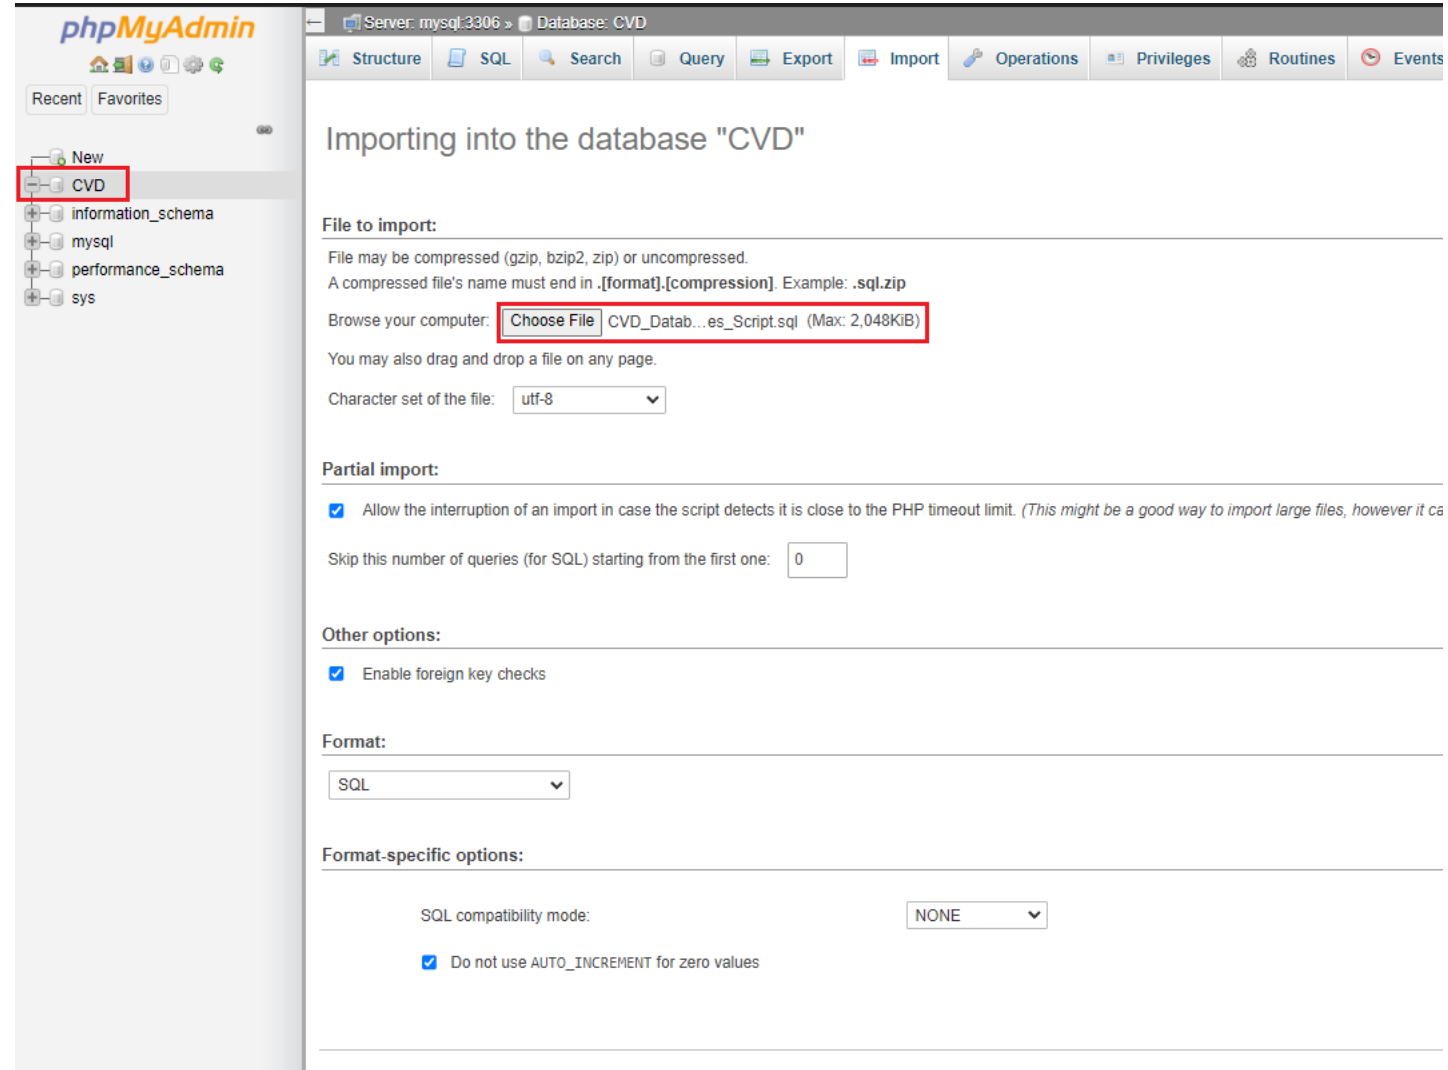 phpMyAdmin
Recent Favorites
New
CVD
information_schema
mysql
performance_schema
sys
Server: mysql:3306 » Database: CVD
Structure SQL Search Query Export Import Operations Privileges Routines Events
Importing into the database "CVD"
File to import:
File may be compressed (gzip, bzip2, zip) or uncompressed.
A compressed file's name must end in .[format].[compression]. Example: .sql.zip
Browse your computer: Choose File CVD_Datab...es_Script.sql (Max: 2,048KiB)
You may also drag and drop a file on any page.
Character set of the file: utf-8
Partial import:
Allow the interruption of an import in case the script detects it is close to the PHP timeout limit. (This might be a good way to import large files, however it ca
Skip this number of queries (for SQL) starting from the first one: 0
Other options:
Enable foreign key checks
Format:
SQL
Format-specific options:
SQL compatibility mode: NONE
Do not use AUTO_INCREMENT for zero values